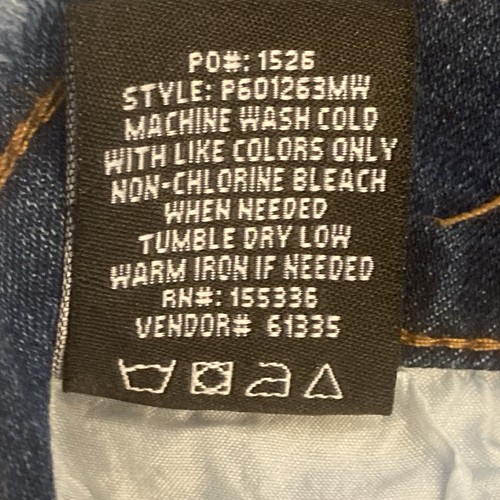 PO#: 1526
STYLE: P601263MW
MACHINE WASH COLD
WITH LIKE COLORS ONLY
NON-CHLORINE BLEACH
WHEN NEEDED
TUMBLE DRY LOW
WARM IRON IF NEEDED
RN#: 155336
VENDOR# 61335